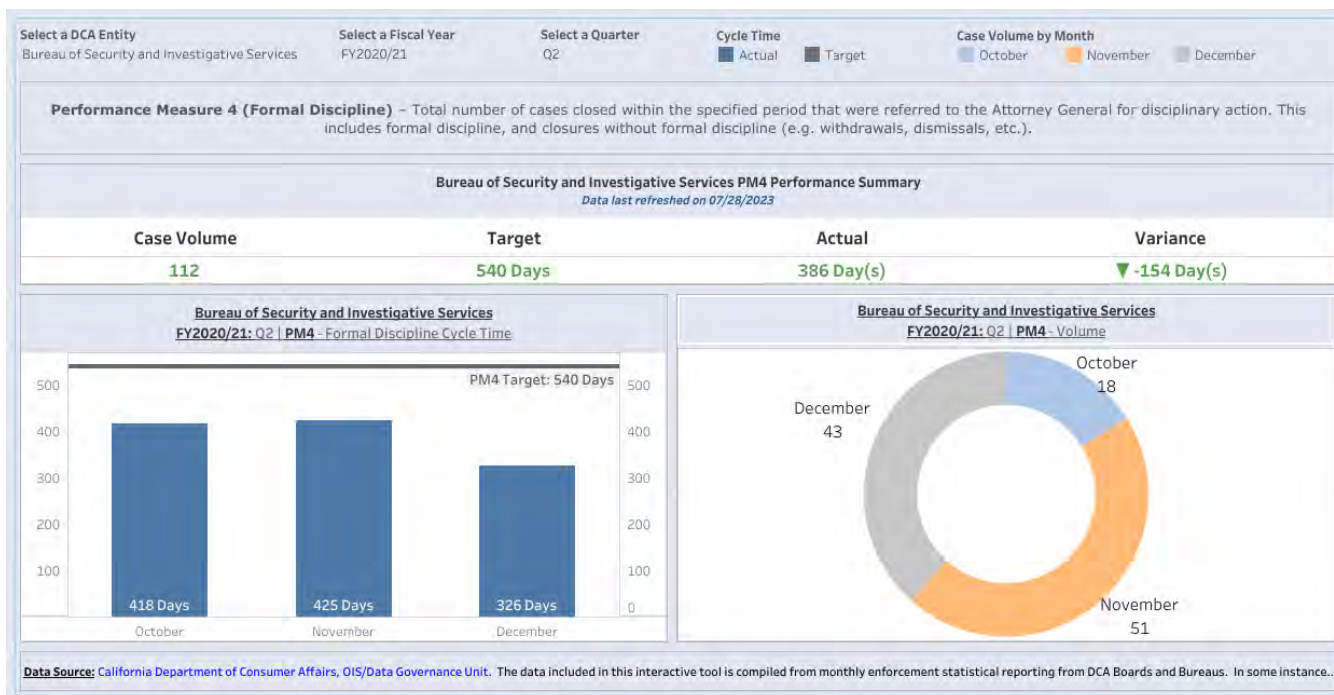 Select a DCA Entity
Select a Fiscal Year
Select a Quarter
Cycle Time
Case Volume by Month
Bureau of Security and Investigative Services
FY2020/21
Q2
Actual
Target
October
November
December
Performance Measure 4 (Formal Discipline) – Total number of cases closed within the specified period that were referred to the Attorney General for disciplinary action. This
includes formal discipline, and closures without formal discipline (e.g. withdrawals, dismissals, etc.).
Bureau of Security and Investigative Services PM4 Performance Summary
Data last refreshed on 07/28/2023
Case Volume
Target
Actual
Variance
112
540 Days
386 Day(s)
▼ -154 Day(s)
Bureau of Security and Investigative Services
FY2020/21: Q2 | PM4 - Formal Discipline Cycle Time
PM4 Target: 540 Days
500
500
400
400
300
300
200
200
100
100
0
418 Days
425 Days
326 Days
October
November
December
Bureau of Security and Investigative Services
FY2020/21: Q2 | PM4 - Volume
October
18
December
43
November
51
Data Source: California Department of Consumer Affairs, OIS/Data Governance Unit. The data included in this interactive tool is compiled from monthly enforcement statistical reporting from DCA Boards and Bureaus. In some instance...